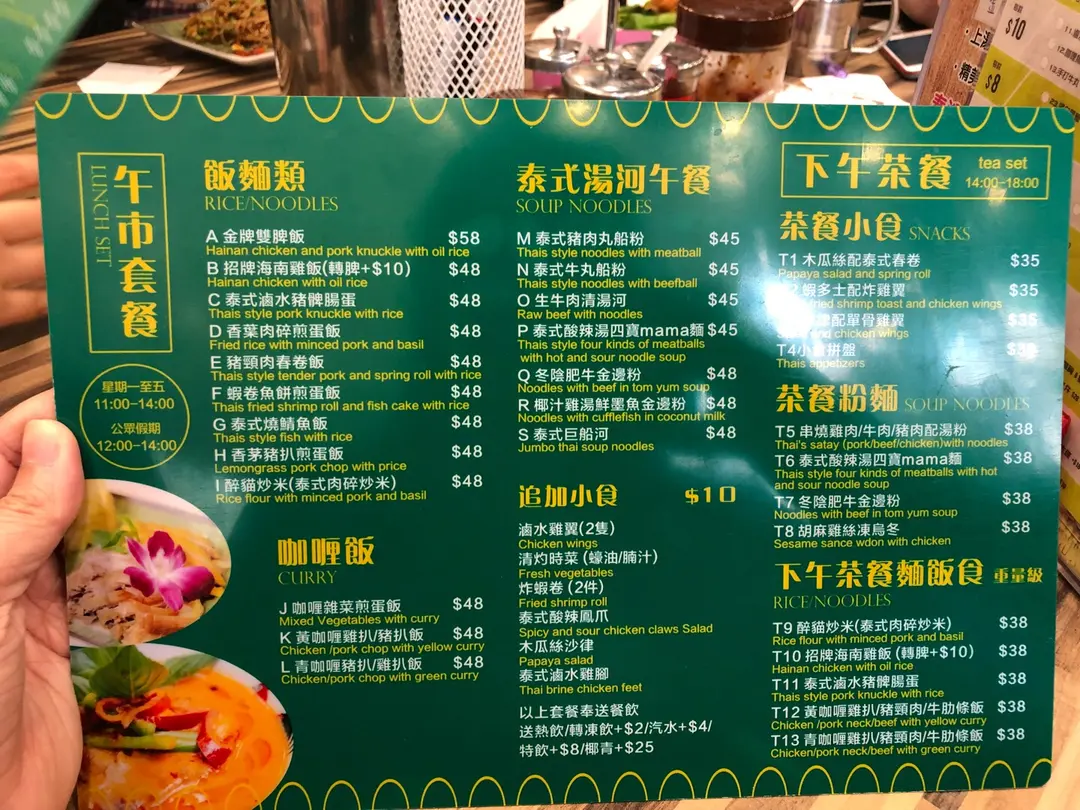 午市套餐
LUNCH SET
星期一至五
11:00-14:00
公眾假期
12:00-14:00
飯麵類
RICE/NOODLES
A 金牌雙脾飯 $58
Hainan chicken and pork knuckle with oil rice
B 招牌海南雞飯(轉脾+$10) $48
Hainan chicken with oil rice
C 泰式滷水豬髀腸蛋 $48
Thais style pork knuckle with rice
D 香葉肉碎煎蛋飯 $48
Fried rice with minced pork and basil
E 豬頸肉春卷飯 $48
Thais style tender pork and spring roll with rice
F 蝦卷魚餅煎蛋飯 $48
Thais fried shrimp roll and fish cake with rice
G 泰式燒鯖魚飯 $48
Thais style fish with rice
H 香茅豬扒煎蛋飯 $48
Lemongrass pork chop with price
I 醉貓炒米(泰式肉碎炒米) $48
Rice flour with minced pork and basil
咖喱飯
CURRY
J 咖喱雜菜煎蛋飯 $48
Mixed Vegetables with curry
K 黃咖喱雞扒/豬扒飯 $48
Chicken /pork chop with yellow curry
L 青咖喱豬扒/雞扒飯 $48
Chicken/pork chop with green curry
泰式湯河午餐
SOUP NOODLES
M 泰式豬肉丸船粉 $45
Thais style noodles with meatball
N 泰式牛丸船粉 $45
Thais style noodles with beefball
O 生牛肉清湯河 $45
Raw beef with noodles
P 泰式酸辣湯四寶mama麵 $45
Thais style four kinds of meatballs
with hot and sour noodle soup
Q 冬陰肥牛金邊粉 $48
Noodles with beef in tom yum soup
R 椰汁雞湯鮮墨魚金邊粉 $48
Noodles with cufflefish in coconut milk
S 泰式巨船河 $48
Jumbo thai soup noodles
追加小食 $10
滷水雞翼(2隻)
Chicken wings
清灼時菜 (蠔油/腩汁)
Fresh vegetables
炸蝦卷 (2件)
Fried shrimp roll
泰式酸辣鳳爪
Spicy and sour chicken claws Salad
木瓜絲沙律
Papaya salad
泰式滷水雞腳
Thai brine chicken feet
以上套餐奉送餐飲
送熱飲/轉凍飲+$2/汽水+$4/
特飲+$8/椰青+$25
下午茶餐 tea set
14:00-18:00
茶餐小食 SNACKS
T1 木瓜絲配泰式春卷 $35
Papaya salad and spring roll
蝦多士配炸雞翼 $35
fried shrimp toast and chicken wings
配單骨雞翼 $35
and chicken wings
T4小食拼盤
Thais appetizers
茶餐粉麵 SOUP NOODLES
T5 串燒雞肉/牛肉/豬肉配湯粉 $38
Thai's satay (pork/beef/chicken)with noodles
T6 泰式酸辣湯四寶mama麵 $38
Thais style four kinds of meatballs with hot
and sour noodle soup
T7 冬陰肥牛金邊粉 $38
Noodles with beef in tom yum soup
T8 胡麻雞絲凍烏冬 $38
Sesame sance wdon with chicken
下午茶餐麵飯食 重量級
RICE/NOODLES
T9 醉貓炒米(泰式肉碎炒米) $38
Rice flour with minced pork and basil
T10 招牌海南雞飯 (轉脾+$10) $38
Hainan chicken with oil rice
T11 泰式滷水豬髀腸蛋 $38
Thais style pork knuckle with rice
T12 黃咖喱雞扒/豬頸肉/牛肋條飯 $38
Chicken /pork neck/beef with yellow curry
T13 青咖喱雞扒/豬頸肉/牛肋條飯 $38
Chicken/pork neck/beef with green curry
$10
$8